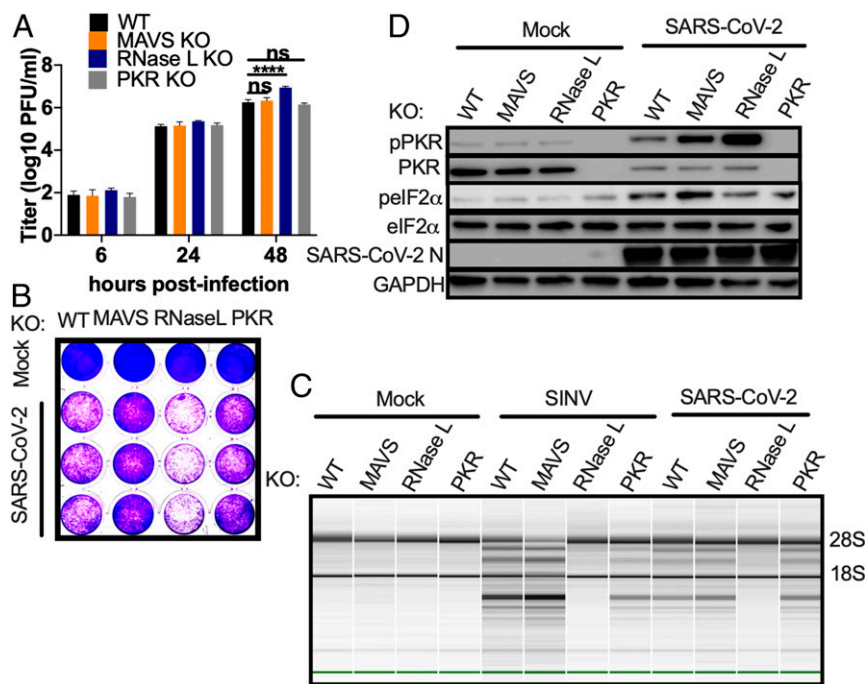 A
WT
MAVS KO
RNase L KO
PKR KO
Titer (log10 PFU/ml)
8
6
4
2
0
ns
****
ns
6 24 48
hours post-infection
B
KO: WT MAVS RNaseL PKR
Mock
SARS-CoV-2
D
Mock SARS-CoV-2
KO: WT MAVS RNase L PKR WT MAVS RNase L PKR
pPKR
PKR
peIF2α
eIF2α
SARS-CoV-2 N
GAPDH
C
Mock SINV SARS-CoV-2
KO: WT MAVS RNase L PKR WT MAVS RNase L PKR WT MAVS RNase L PKR
28S
18S